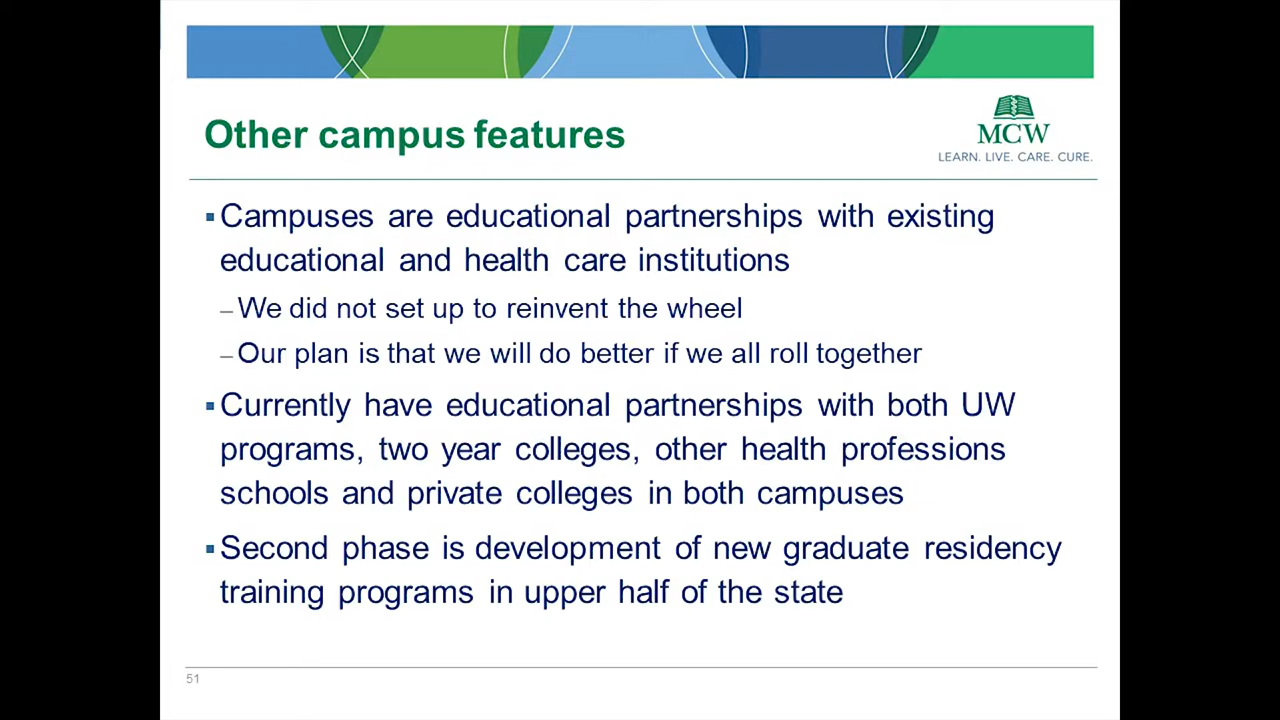 Other campus features
MCW
LEARN. LIVE. CARE. CURE.
▪Campuses are educational partnerships with existing
educational and health care institutions
–We did not set up to reinvent the wheel
–Our plan is that we will do better if we all roll together
▪Currently have educational partnerships with both UW
programs, two year colleges, other health professions
schools and private colleges in both campuses
▪Second phase is development of new graduate residency
training programs in upper half of the state
51